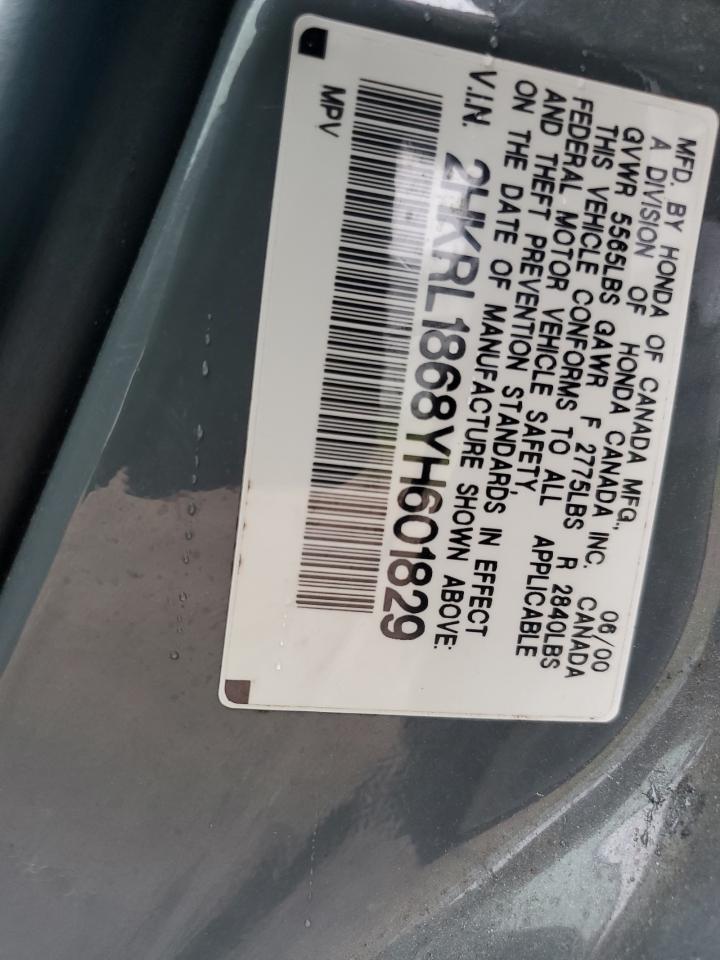 MFD. BY HONDA OF CANADA MFG., 06/00
A DIVISION OF HONDA CANADA INC. CANADA
GVWR 5565LBS GAWR F 2775LBS R 2840LBS
THIS VEHICLE CONFORMS TO ALL APPLICABLE
FEDERAL MOTOR VEHICLE SAFETY
AND THEFT PREVENTION STANDARDS IN EFFECT
ON THE DATE OF MANUFACTURE SHOWN ABOVE:
V.I.N. 2HKRL1868YH601829
MPV